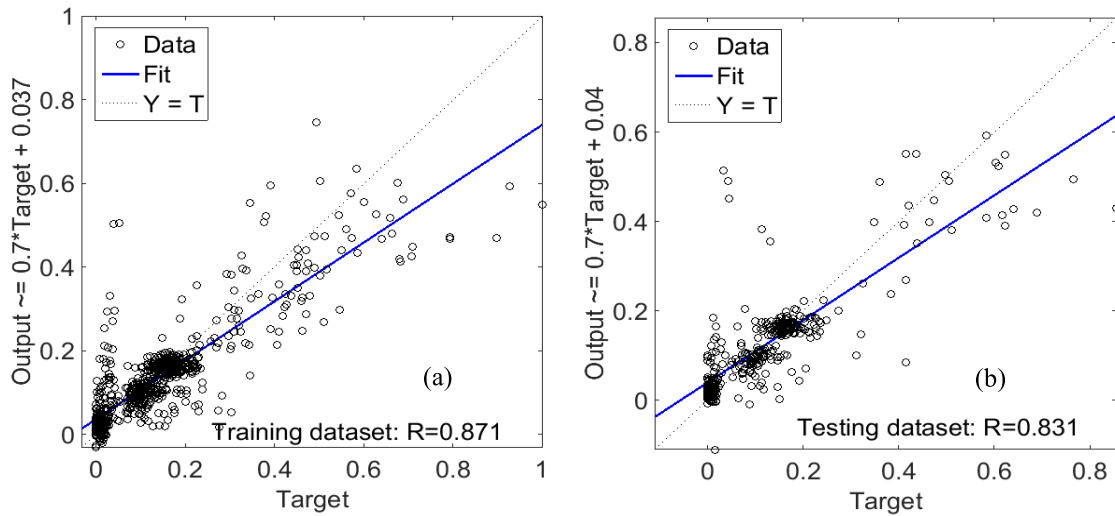 Output ~= 0.7*Target + 0.037
1
0.8
0.6
0.4
0.2
0
Data
Fit
Y = T
(a)
Training dataset: R=0.871
0 0.2 0.4 0.6 0.8 1
Target
Output ~= 0.7*Target + 0.04
0.8
0.6
0.4
0.2
0
Data
Fit
Y = T
(b)
Testing dataset: R=0.831
0 0.2 0.4 0.6 0.8
Target